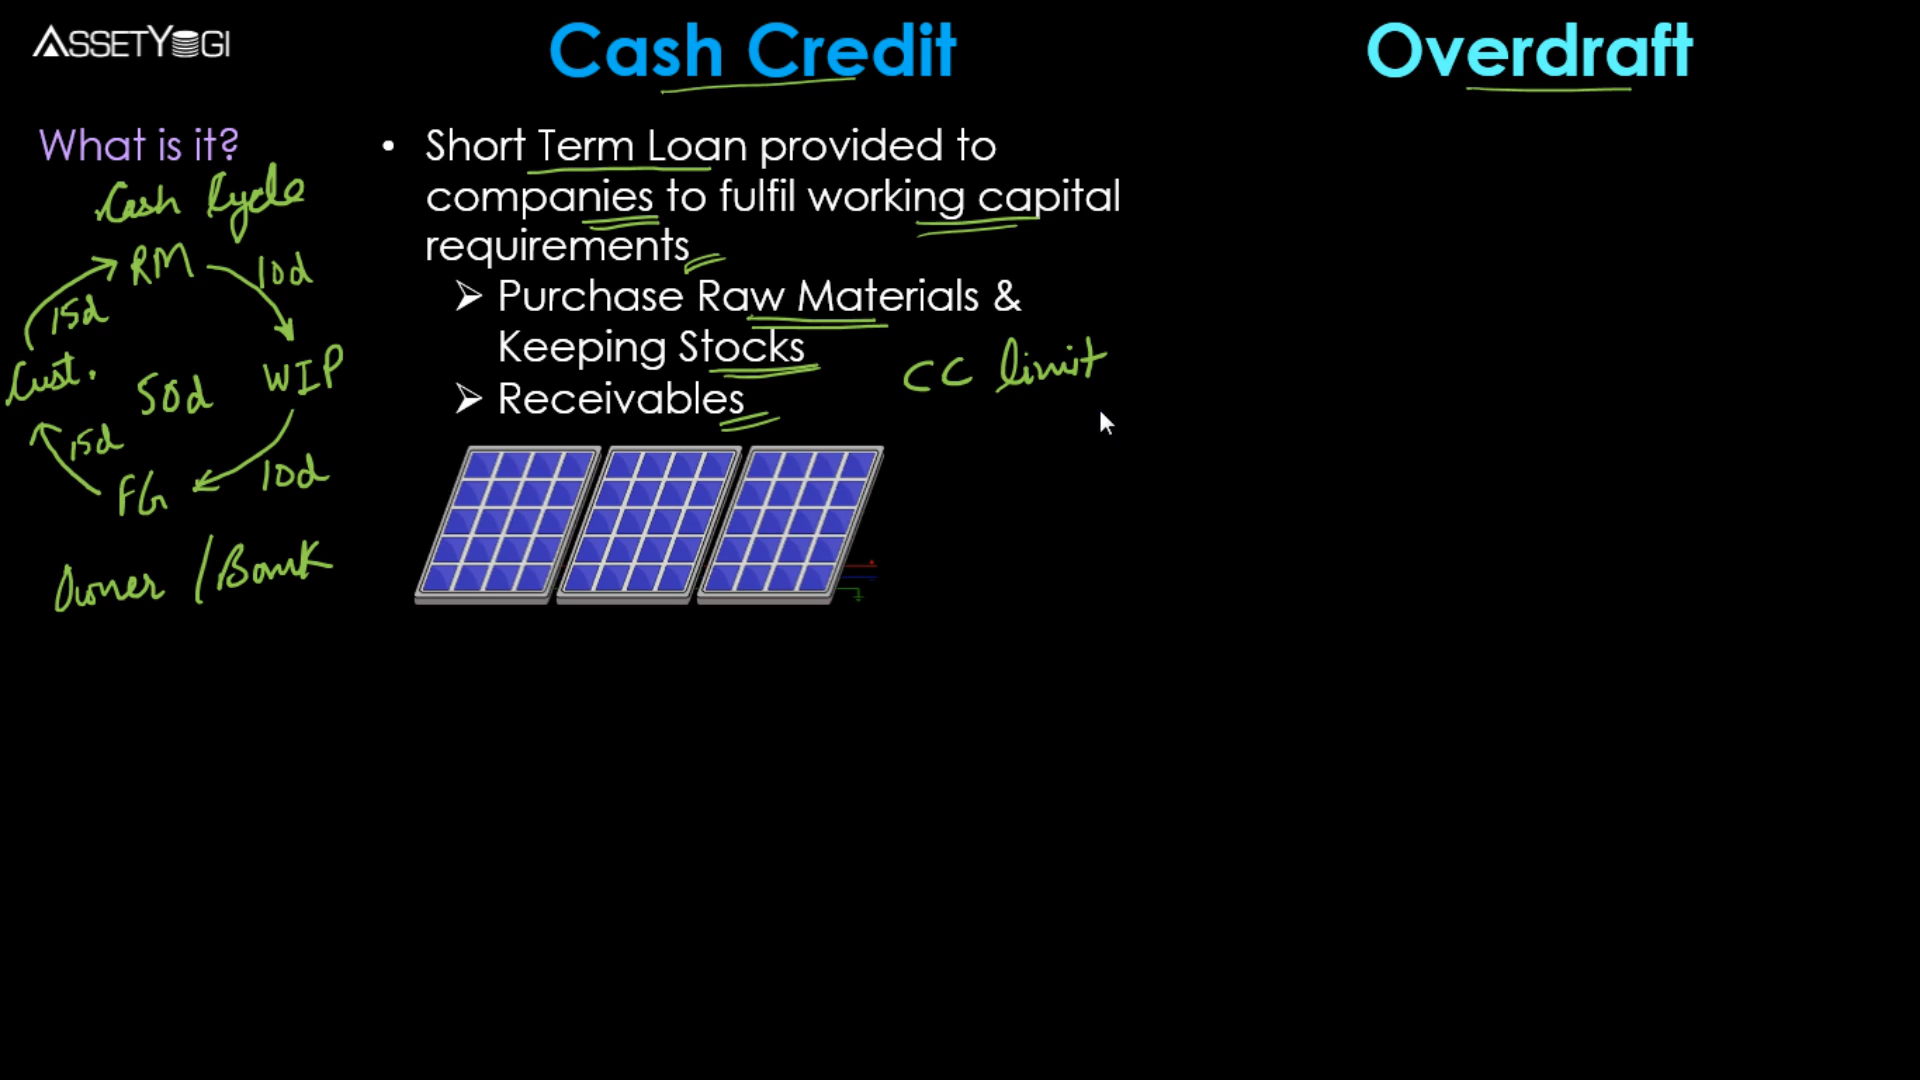 ASSETYOGI
Cash Credit
Overdraft
What is it?
Cash Cycle
RM
10d
WIP
10d
FG
15d
Cust.
15d
50d
Owner / Bank
• Short Term Loan provided to
companies to fulfil working capital
requirements
➢ Purchase Raw Materials &
Keeping Stocks
➢ Receivables
CC limit